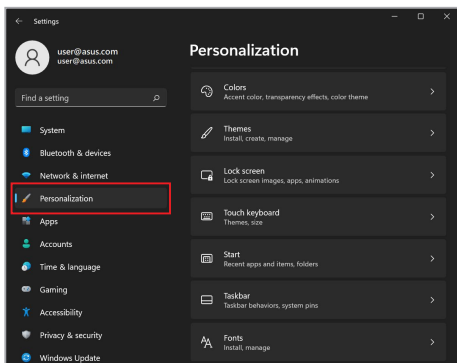 Settings
user@asus.com
user@asus.com
Find a setting
System
Bluetooth & devices
Network & internet
Personalization
Apps
Accounts
Time & language
Gaming
Accessibility
Privacy & security
Windows Update
Personalization
Colors
Accent color, transparency effects, color theme
Themes
Install, create, manage
Lock screen
Lock screen images, apps, animations
Touch keyboard
Themes, size
Start
Recent apps and items, folders
Taskbar
Taskbar behaviors, system pins
Fonts
Install, manage